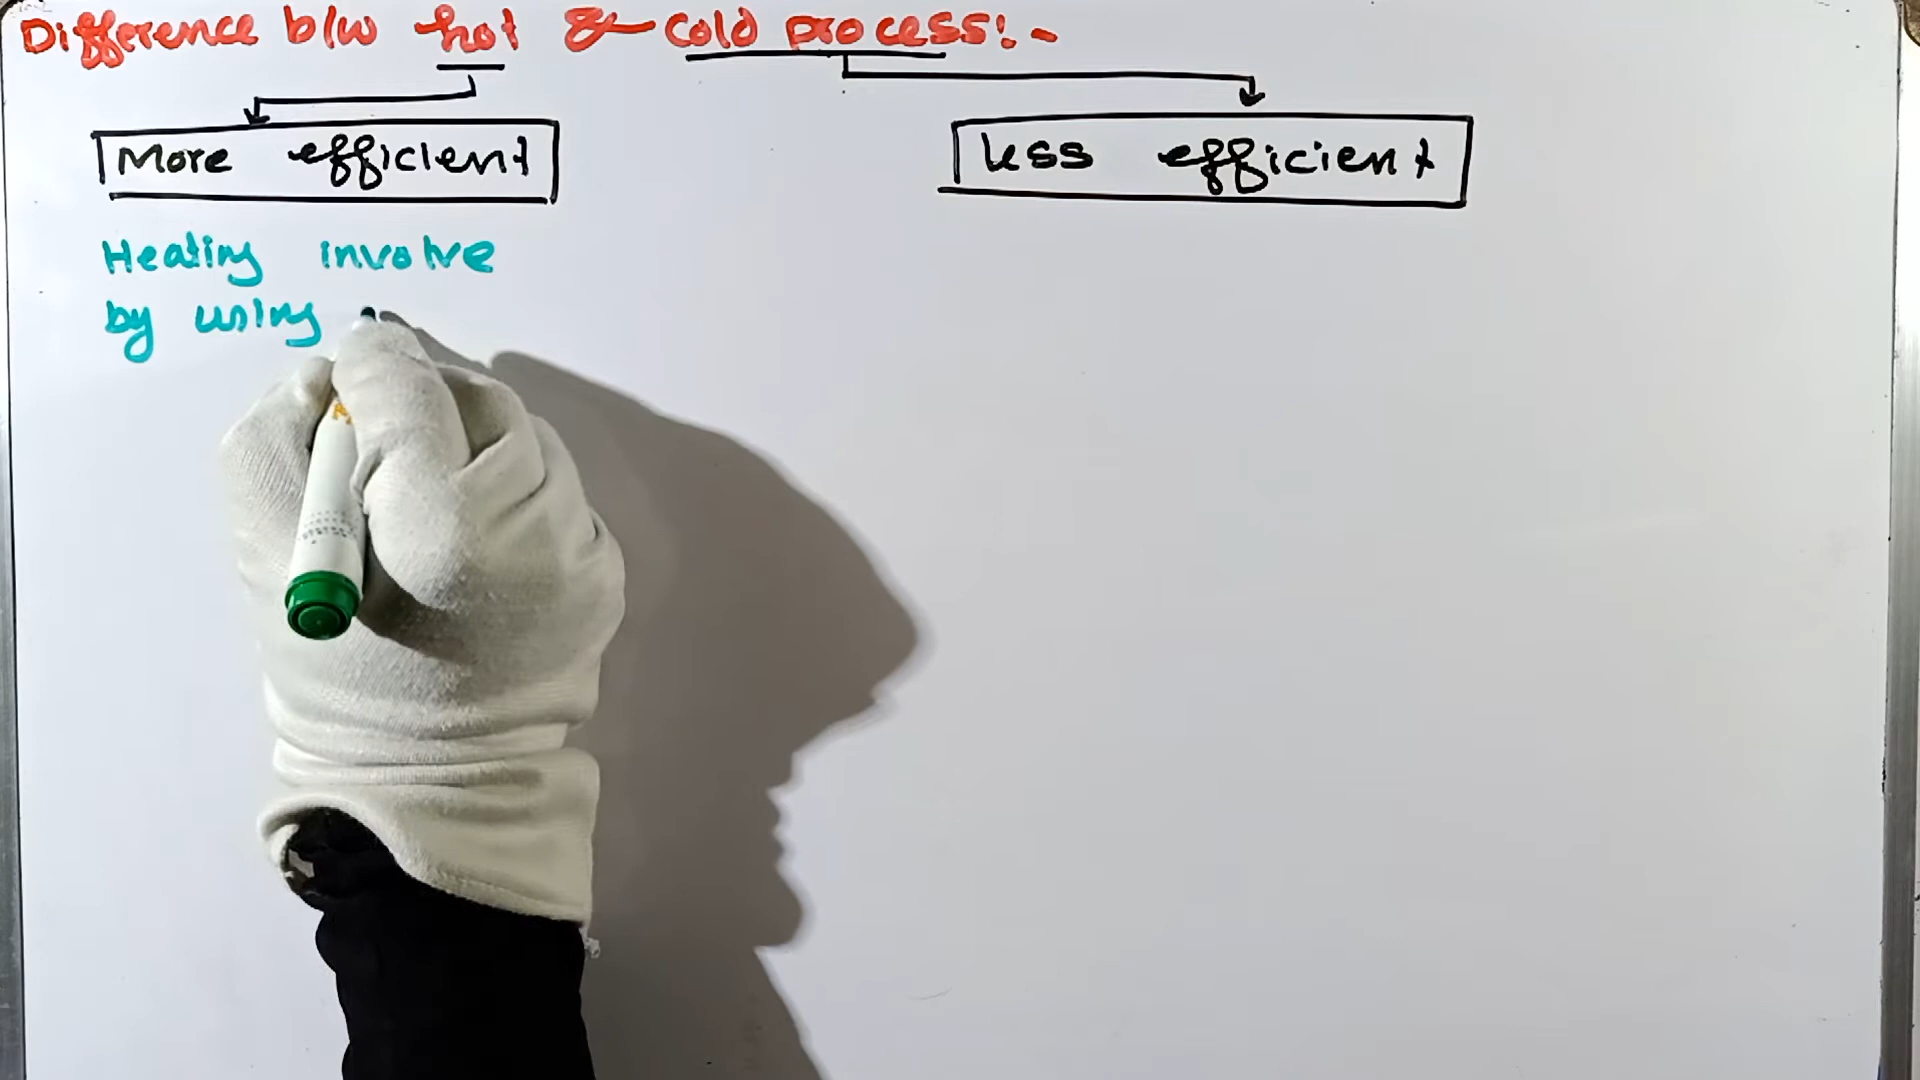 Difference b/w hot & cold process:-
More efficient
Less efficient
Heating involve
by using